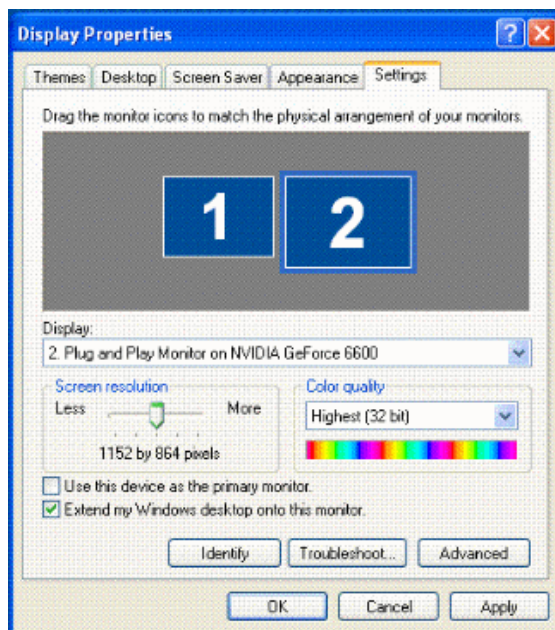 Display Properties
Themes Desktop Screen Saver Appearance Settings
Drag the monitor icons to match the physical arrangement of your monitors.
1 2
Display:
2. Plug and Play Monitor on NVIDIA GeForce 6600
Screen resolution Color quality
Less More Highest (32 bit)
1152 by 864 pixels
Use this device as the primary monitor.
Extend my Windows desktop onto this monitor.
Identify Troubleshoot... Advanced
OK Cancel Apply